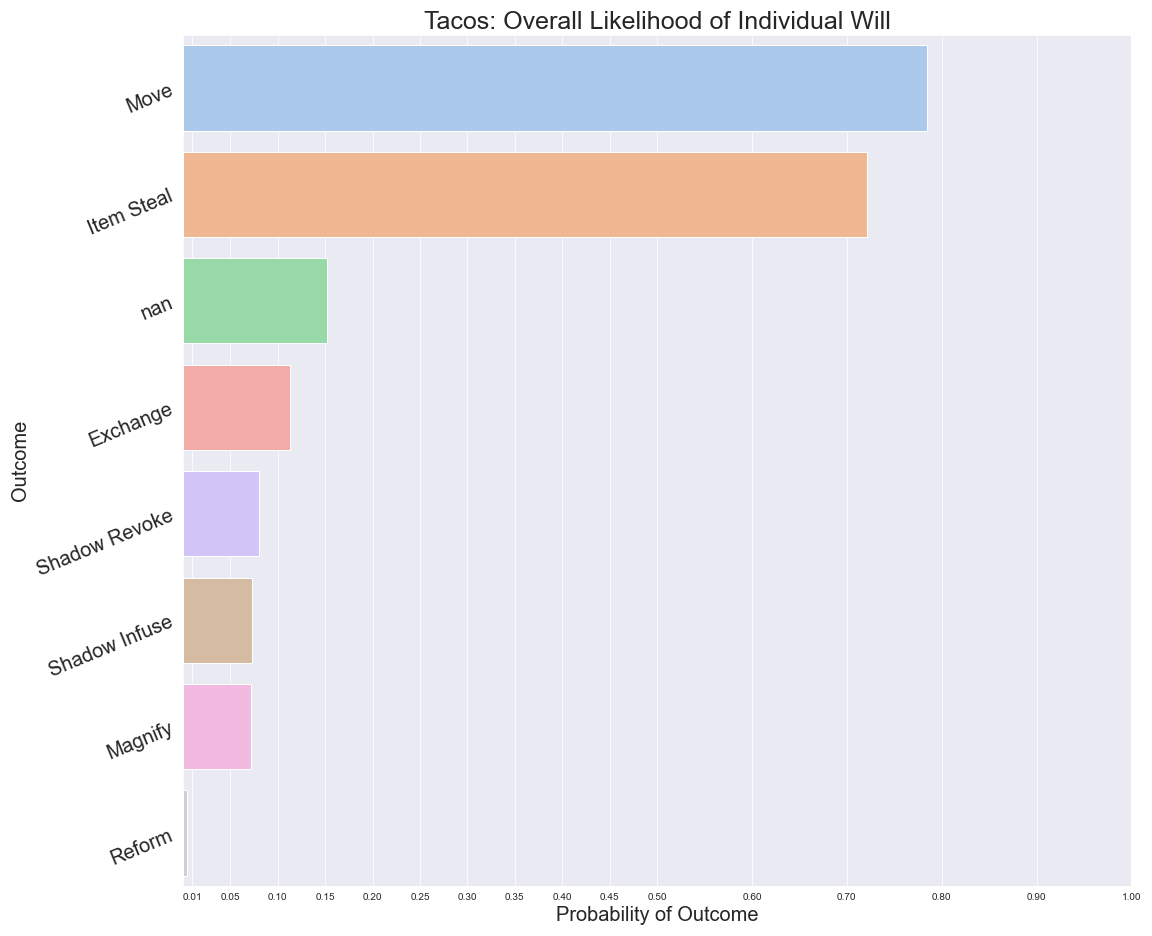 Tacos: Overall Likelihood of Individual Will
Move
Item Steal
nan
Exchange
Shadow Revoke
Shadow Infuse
Magnify
Reform
Outcome
0.01 0.05 0.10 0.15 0.20 0.25 0.30 0.35 0.40 0.45 0.50 0.60 0.70 0.80 0.90 1.00
Probability of Outcome